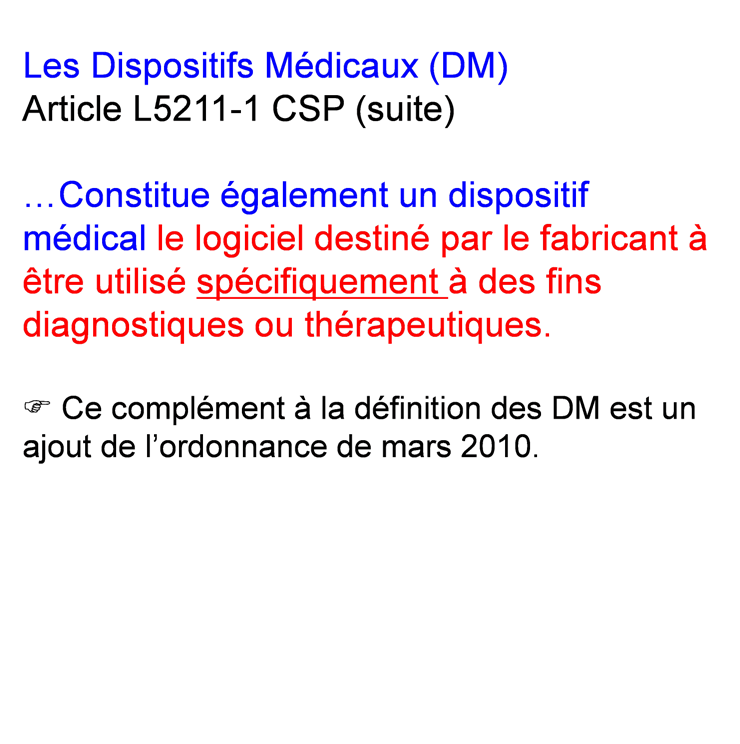 Les Dispositifs Médicaux (DM)
Article L5211-1 CSP (suite)
…Constitue également un dispositif
médical le logiciel destiné par le fabricant à
être utilisé spécifiquement à des fins
diagnostiques ou thérapeutiques.
☞ Ce complément à la définition des DM est un
ajout de l’ordonnance de mars 2010.